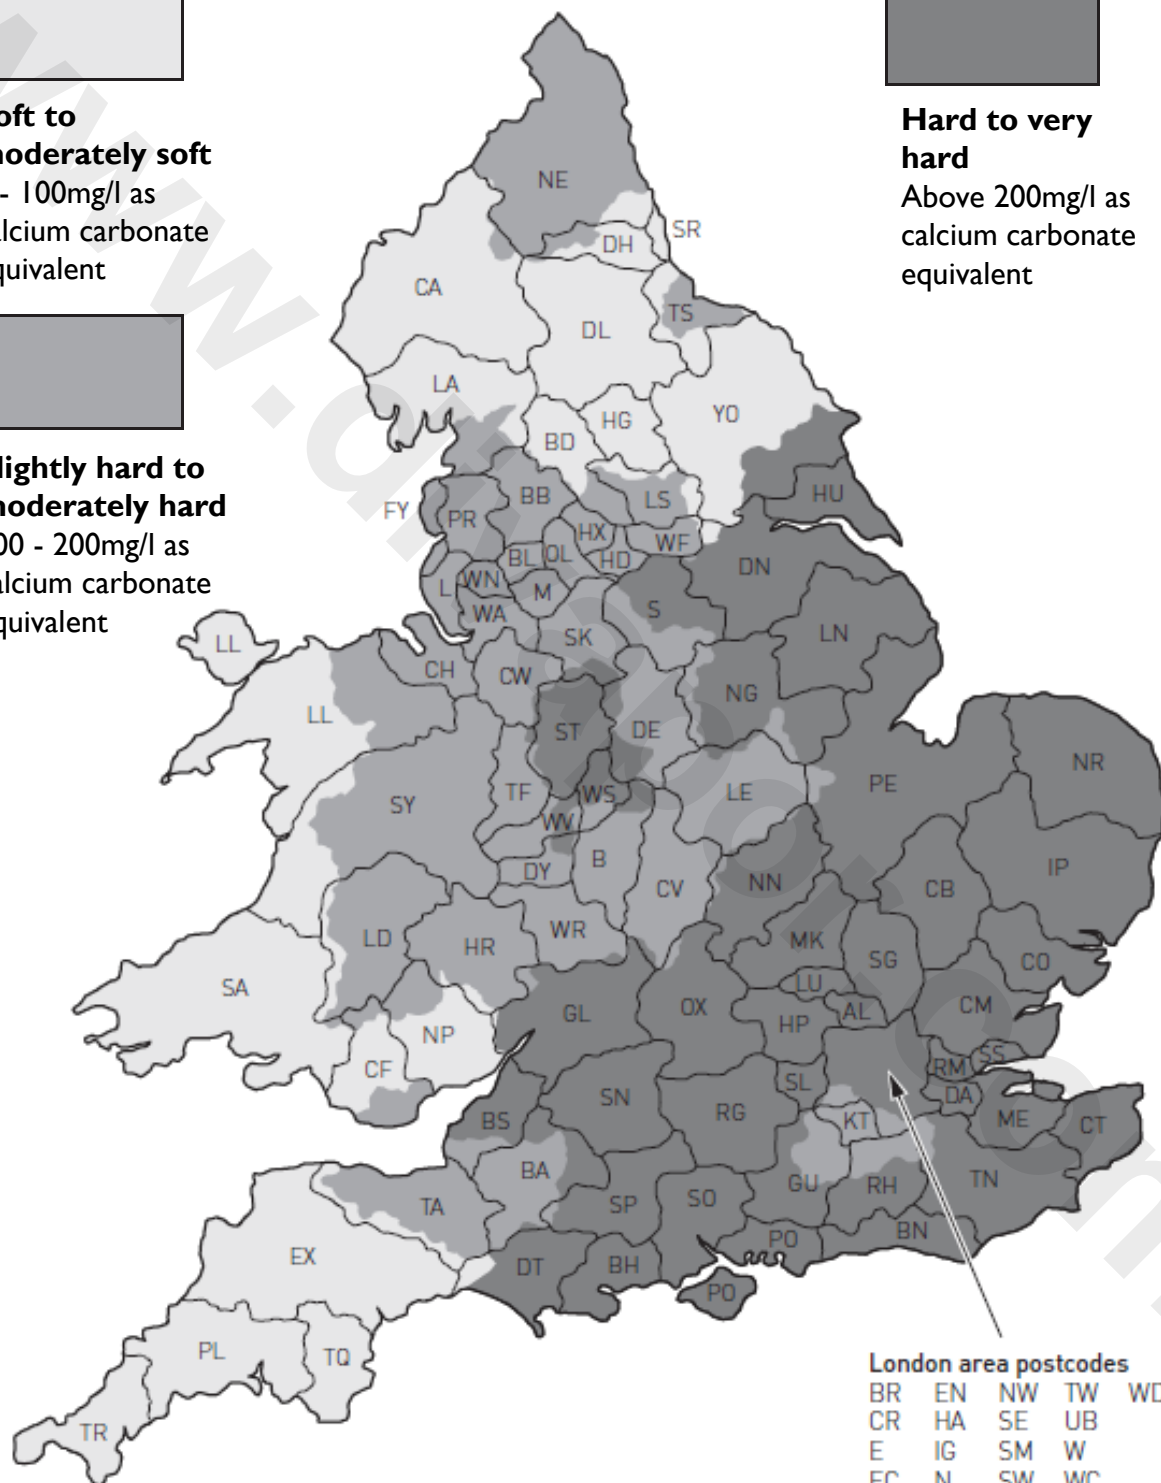 oft to
noderately soft
- 100mg/l as
alcium carbonate
quivalent
lightly hard to
noderately hard
00 - 200mg/l as
alcium carbonate
quivalent
Hard to very
hard
Above 200mg/l as
calcium carbonate
equivalent
NE
SR
DH
CA
TS
DL
LA
YO
HG
BD
HU
BB
LS
FY
PR
HX
WF
BL
OL
HD
DN
WN
L
M
S
WA
LN
SK
LL
CH
CW
NG
LL
ST
DE
NR
PE
TF
WS
LE
SY
WV
B
IP
DY
NN
CV
CB
WR
LD
HR
MK
SG
CO
LU
SA
GL
OX
AL
CM
HP
NP
SS
RM
CF
SL
DA
SN
RG
KT
ME
CT
BS
BA
GU
RH
TN
TA
SP
SO
BN
PO
EX
DT
BH
PO
PL
TQ
TR
London area postcodes
BR EN NW TW WD
CR HA SE UB
E IG SM W
EC N SW WC